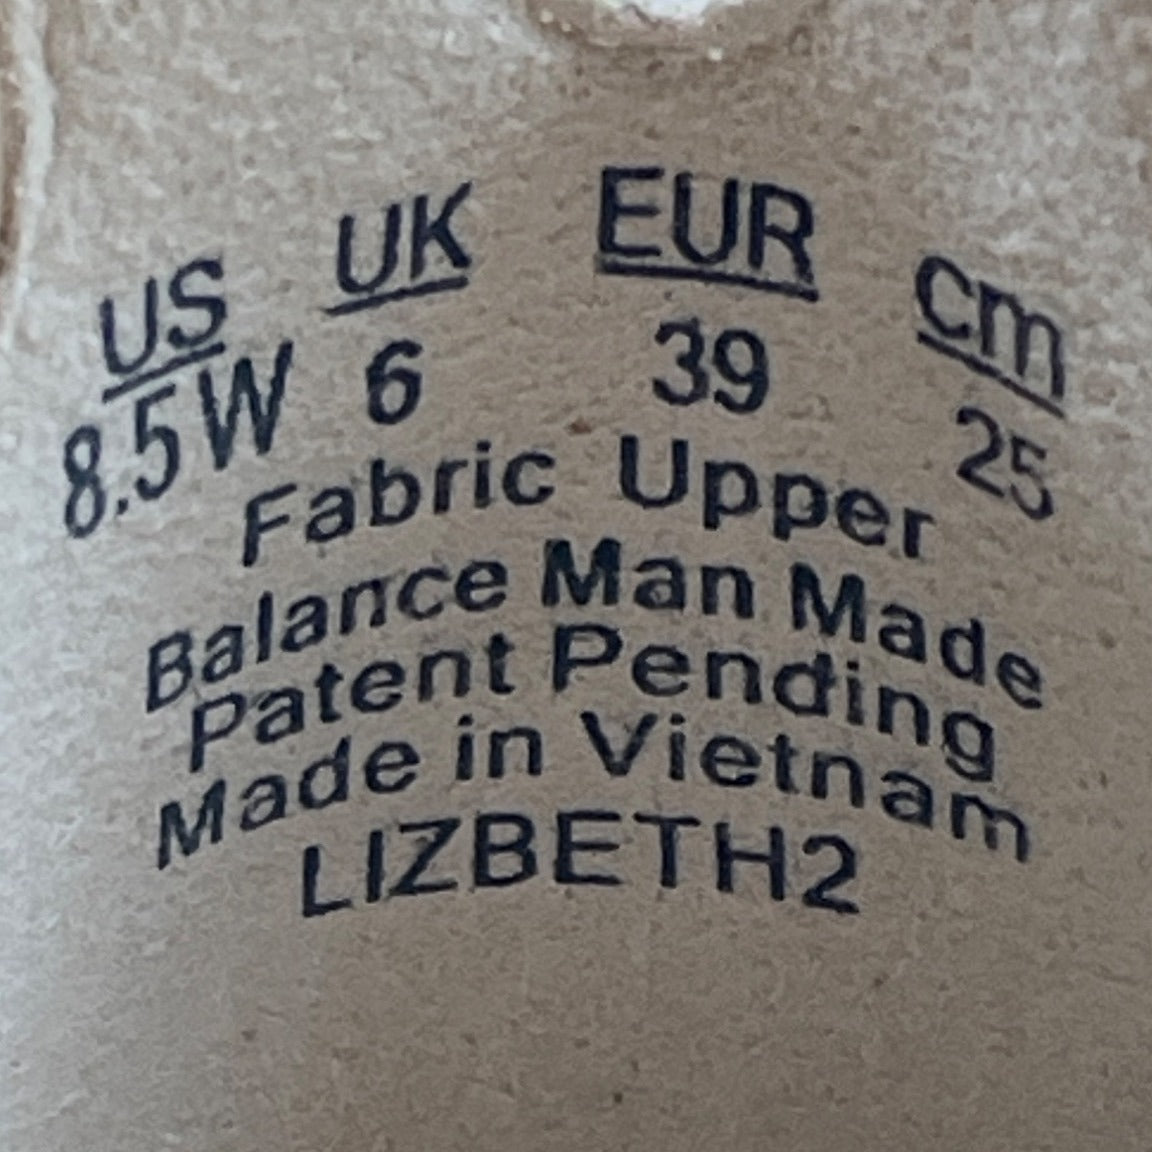 US UK EUR cm
8.5W 6 39 25
Fabric Upper
Balance Man Made
Patent Pending
Made in Vietnam
LIZBETH2